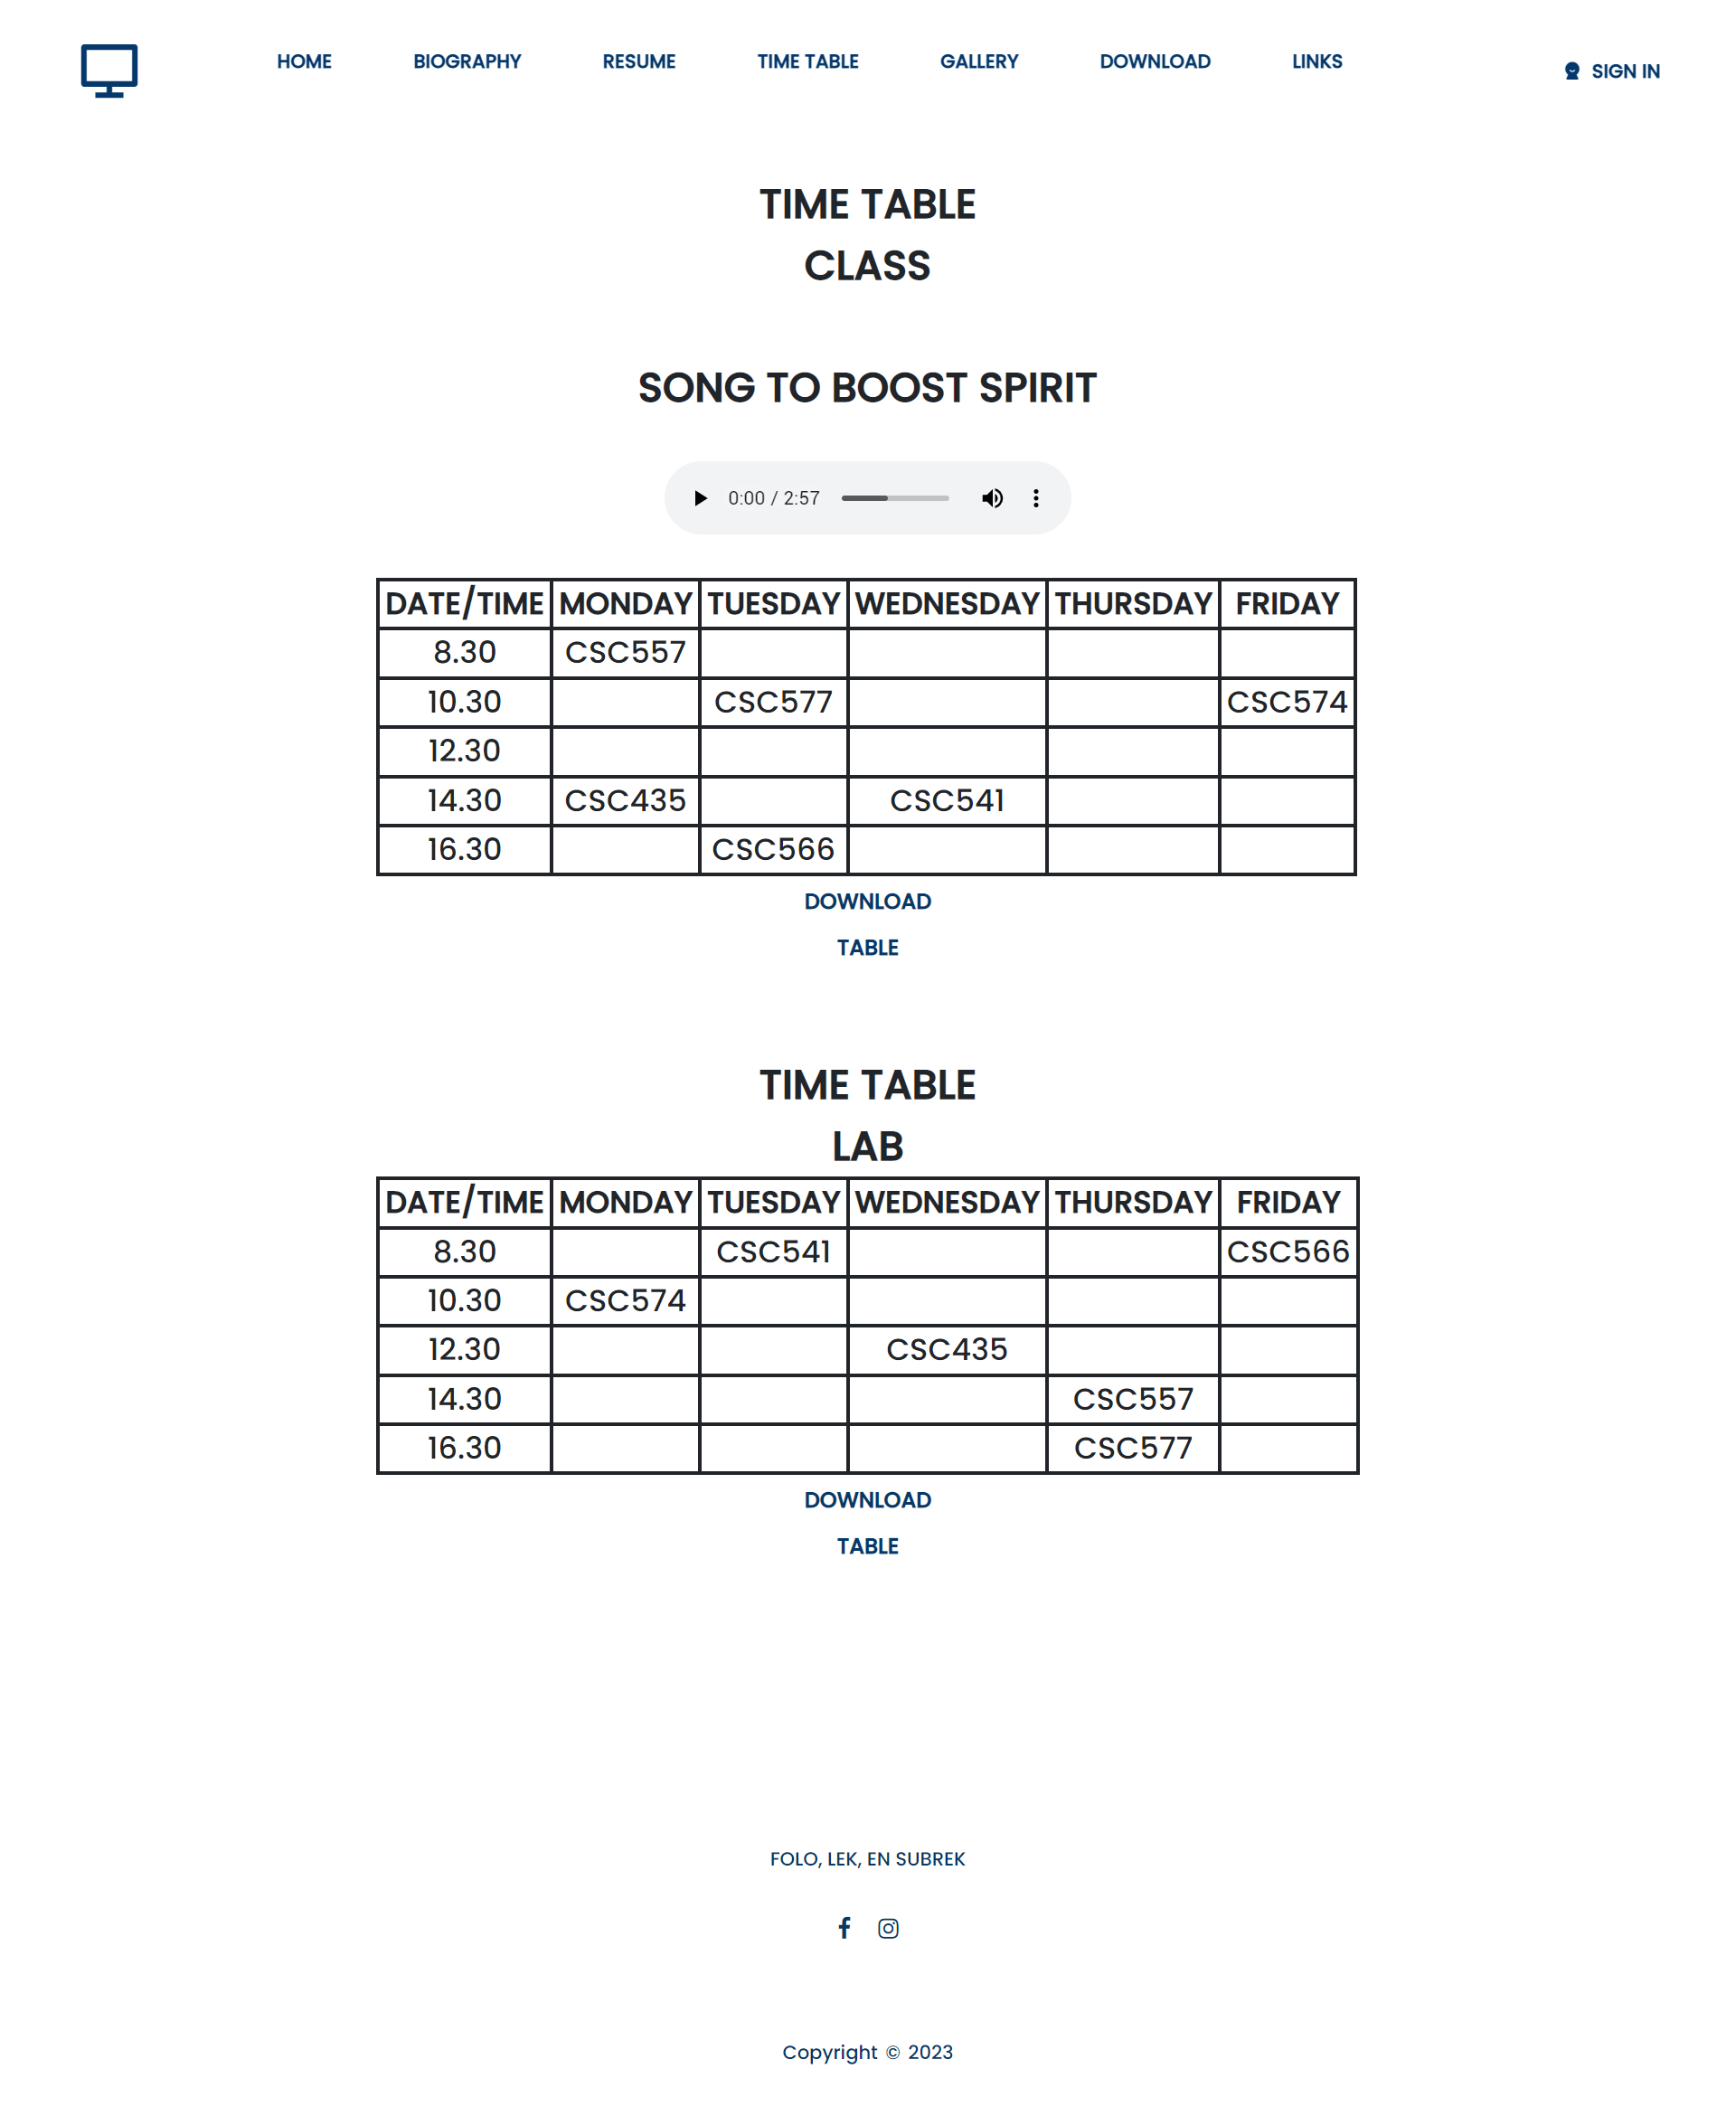 HOME BIOGRAPHY RESUME TIME TABLE GALLERY DOWNLOAD LINKS SIGN IN
TIME TABLE
CLASS
SONG TO BOOST SPIRIT
0:00 / 2:57
DATE/TIME MONDAY TUESDAY WEDNESDAY THURSDAY FRIDAY
8.30 CSC557
10.30 CSC577 CSC574
12.30
14.30 CSC435 CSC541
16.30 CSC566
DOWNLOAD
TABLE
TIME TABLE
LAB
DATE/TIME MONDAY TUESDAY WEDNESDAY THURSDAY FRIDAY
8.30 CSC541 CSC566
10.30 CSC574
12.30 CSC435
14.30 CSC557
16.30 CSC577
DOWNLOAD
TABLE
FOLO, LEK, EN SUBREK
Copyright © 2023